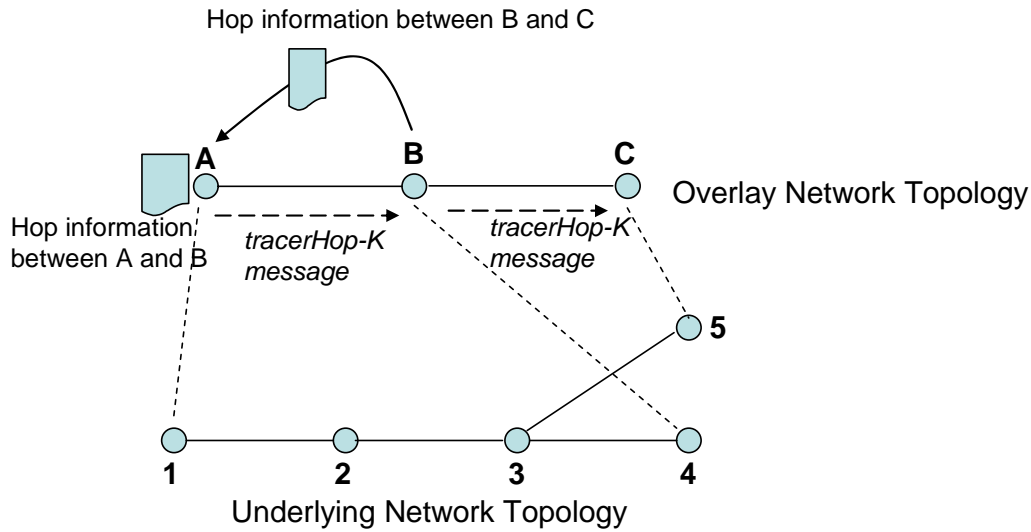 Hop information between B and C
A
B
C
Overlay Network Topology
Hop information
between A and B
tracerHop-K
message
tracerHop-K
message
5
1
2
3
4
Underlying Network Topology